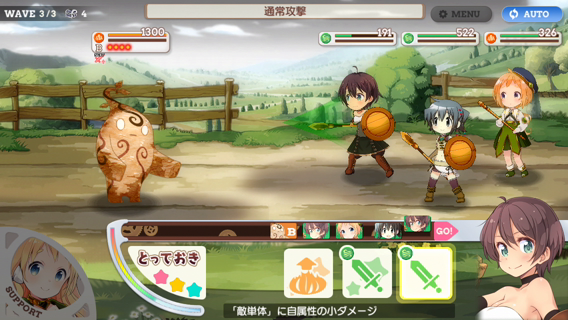 WAVE 3/3 4
通常攻撃
MENU
AUTO
1300
191
522
326
B
GO!
とっておき
SUPPORT
「敵単体」に自属性の小ダメージ